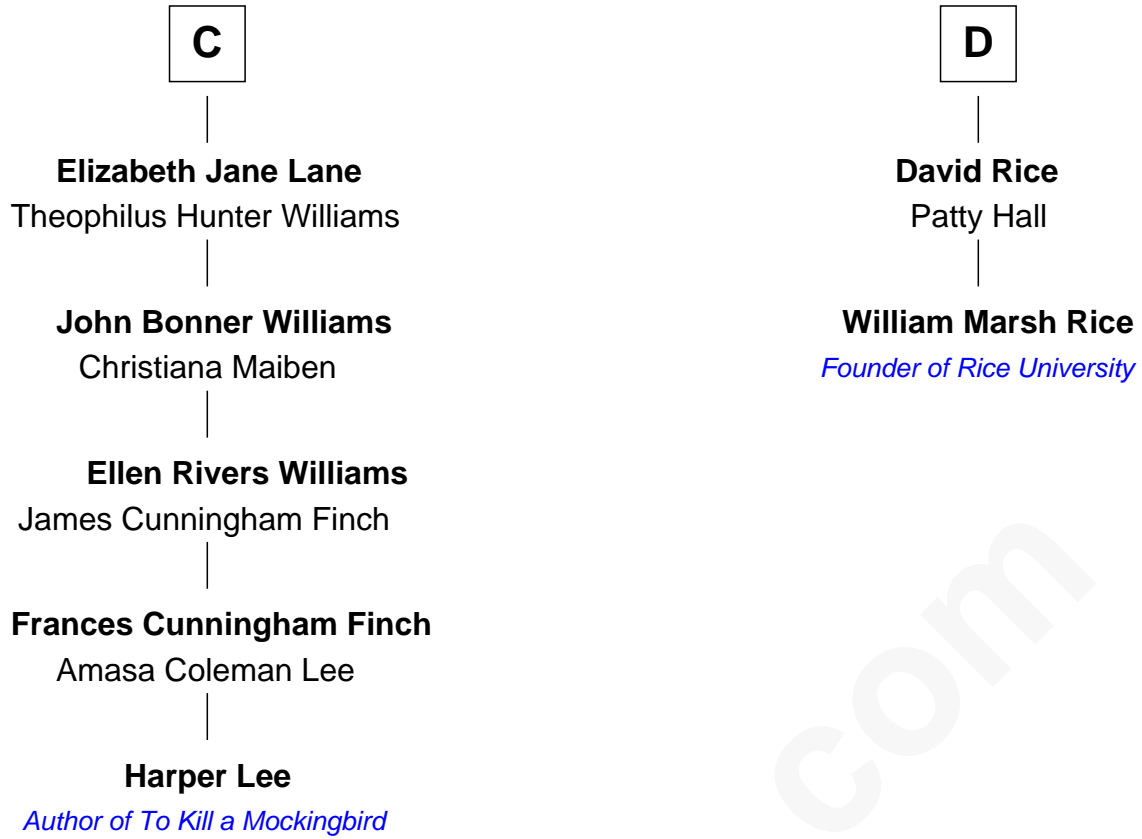 C
Elizabeth Jane Lane
Theophilus Hunter Williams
John Bonner Williams
Christiana Maiben
Ellen Rivers Williams
James Cunningham Finch
Frances Cunningham Finch
Amasa Coleman Lee
Harper Lee
Author of To Kill a Mockingbird
D
David Rice
Patty Hall
William Marsh Rice
Founder of Rice University
com